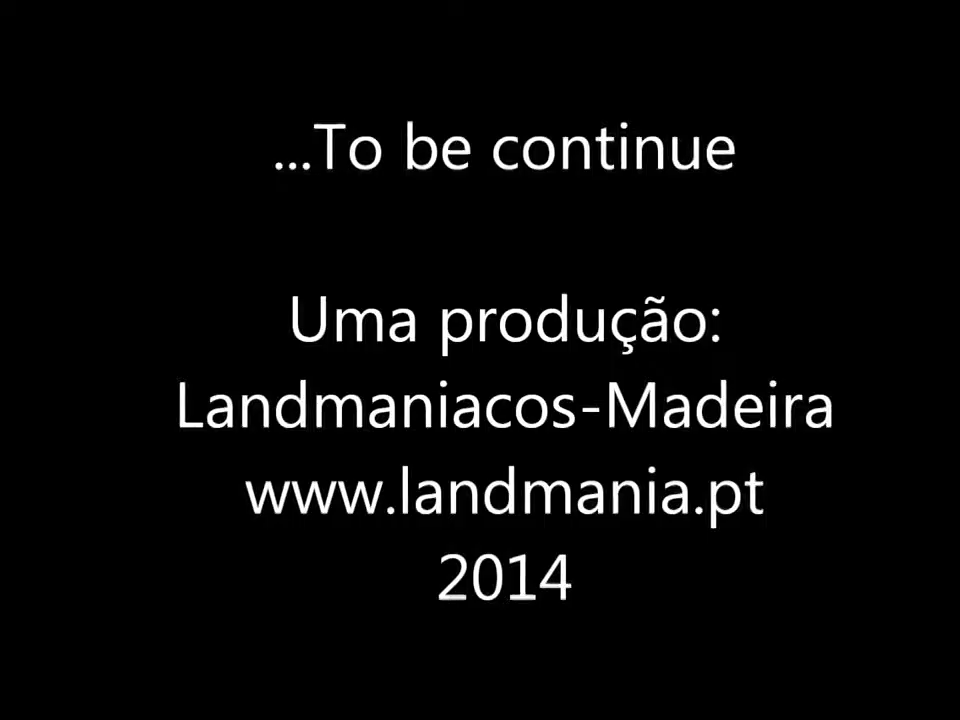 ...To be continue
Uma produção:
Landmaniacos-Madeira
www.landmania.pt
2014